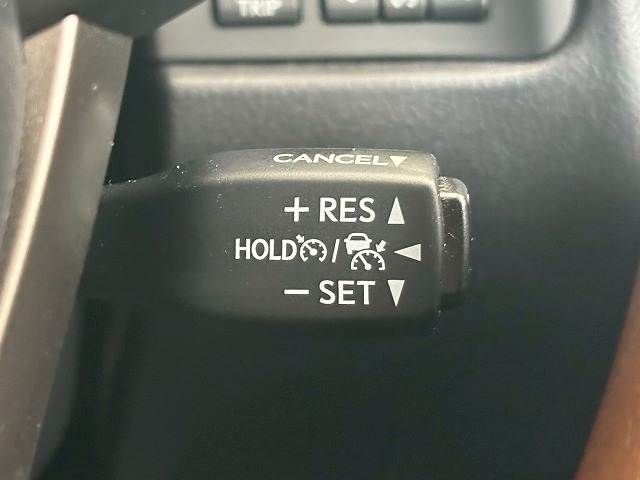 TRIP
CANCEL▼
+ RES ▲
HOLD / ◀
− SET ▼